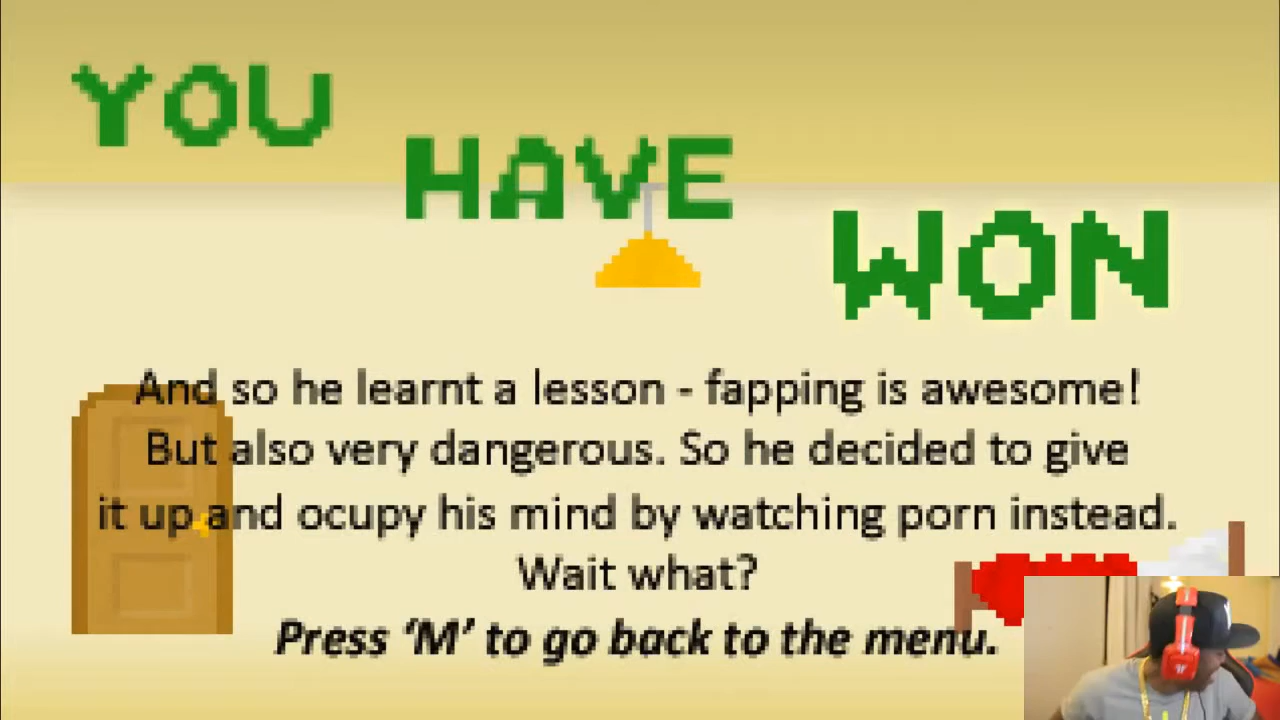 YOU
HAVE
WON
And so he learnt a lesson - fapping is awesome!
But also very dangerous. So he decided to give
it up and ocupy his mind by watching porn instead.
Wait what?
Press ‘M’ to go back to the menu.